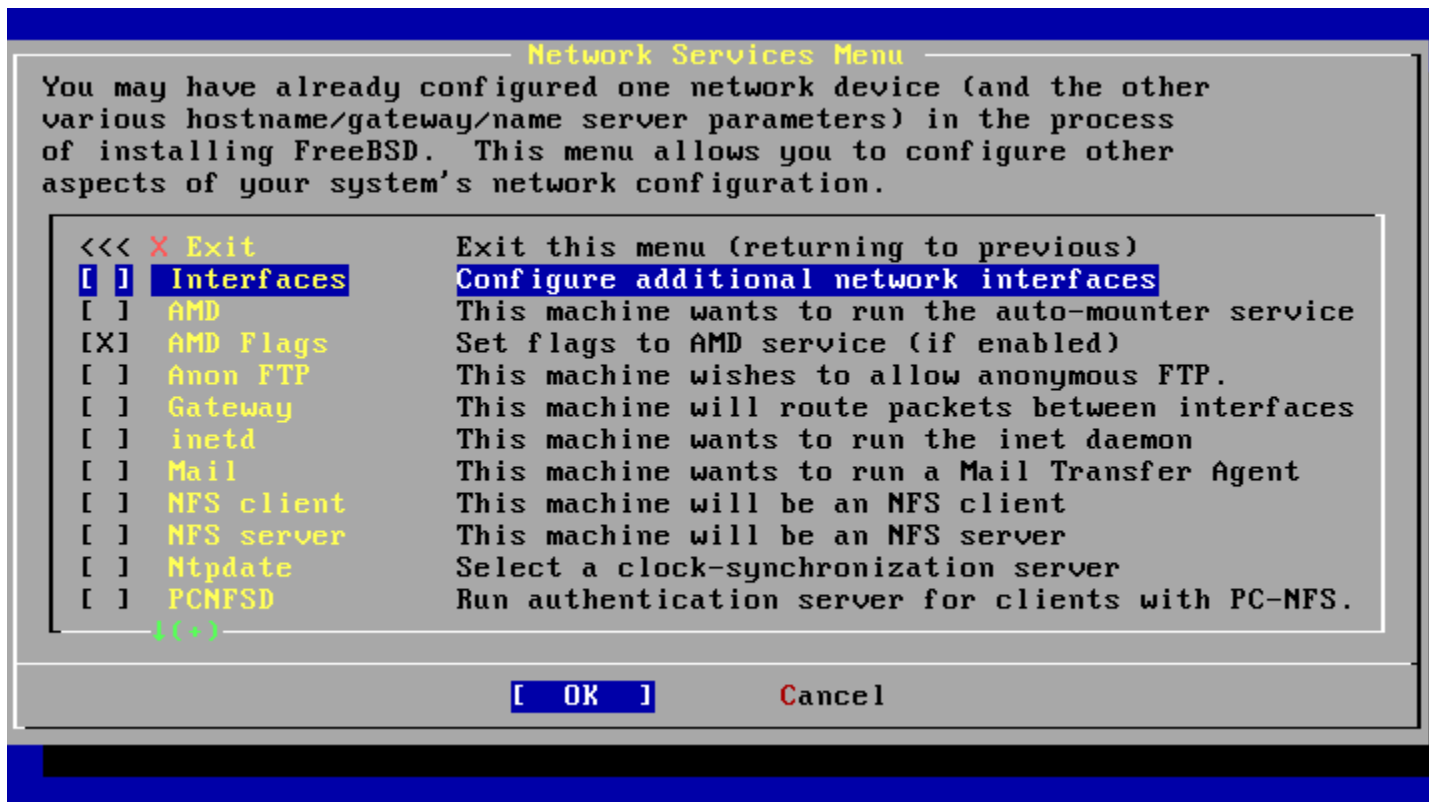 Network Services Menu
You may have already configured one network device (and the other
various hostname/gateway/name server parameters) in the process
of installing FreeBSD.  This menu allows you to configure other
aspects of your system's network configuration.
<<< X Exit Exit this menu (returning to previous)
[ ] Interfaces Configure additional network interfaces
[ ] AMD This machine wants to run the auto-mounter service
[X] AMD Flags Set flags to AMD service (if enabled)
[ ] Anon FTP This machine wishes to allow anonymous FTP.
[ ] Gateway This machine will route packets between interfaces
[ ] inetd This machine wants to run the inet daemon
[ ] Mail This machine wants to run a Mail Transfer Agent
[ ] NFS client This machine will be an NFS client
[ ] NFS server This machine will be an NFS server
[ ] Ntpdate Select a clock-synchronization server
[ ] PCNFSD Run authentication server for clients with PC-NFS.
↓(+)
[ OK ] Cancel